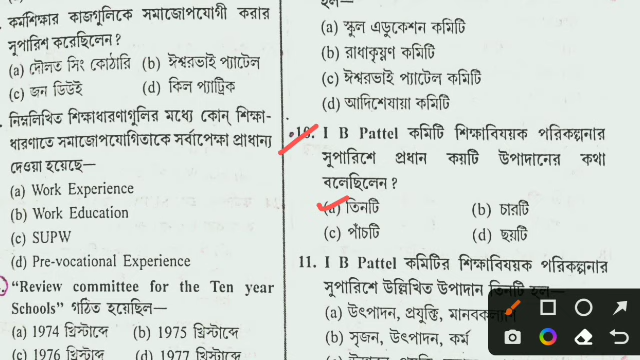 কর্মশিক্ষার কাজগুলিকে সমাজোপযোগী করার
সুপারিশ করেছিলেন?
(a) দৌলত সিং কোঠারি (b) ঈশ্বরভাই প্যাটেল
(c) জন ডিউই (d) কিল প্যাট্রিক
নিম্নলিখিত শিক্ষাধারণাগুলির মধ্যে কোন্ শিক্ষা-
ধারণাতে সমাজোপযোগিতাকে সর্বাপেক্ষা প্রাধান্য
দেওয়া হয়েছে—
(a) Work Experience
(b) Work Education
(c) SUPW
(d) Pre-vocational Experience
"Review committee for the Ten year
Schools" গঠিত হয়েছিল—
(a) 1974 খ্রিস্টাব্দে (b) 1975 খ্রিস্টাব্দে
(c) 1976 খ্রিস্টাব্দে (d) 1977 খ্রিস্টাব্দে
হল—
(a) স্কুল এডুকেশন কমিটি
(b) রাধাকৃষ্ণণ কমিটি
(c) ঈশ্বরভাই প্যাটেল কমিটি
(d) আদিশেযায়া কমিটি
10. I B Pattel কমিটি শিক্ষাবিষয়ক পরিকল্পনার
সুপারিশে প্রধান কয়টি উপাদানের কথা
বলেছিলেন?
(a) তিনটি (b) চারটি
(c) পাঁচটি (d) ছয়টি
11. I B Pattel কমিটির শিক্ষাবিষয়ক পরিকল্পনার
সুপারিশে উল্লিখিত উপাদান তিনটি হল—
(a) উৎপাদন, প্রযুক্তি,
(b) সৃজন, উৎপাদন, কর্ম